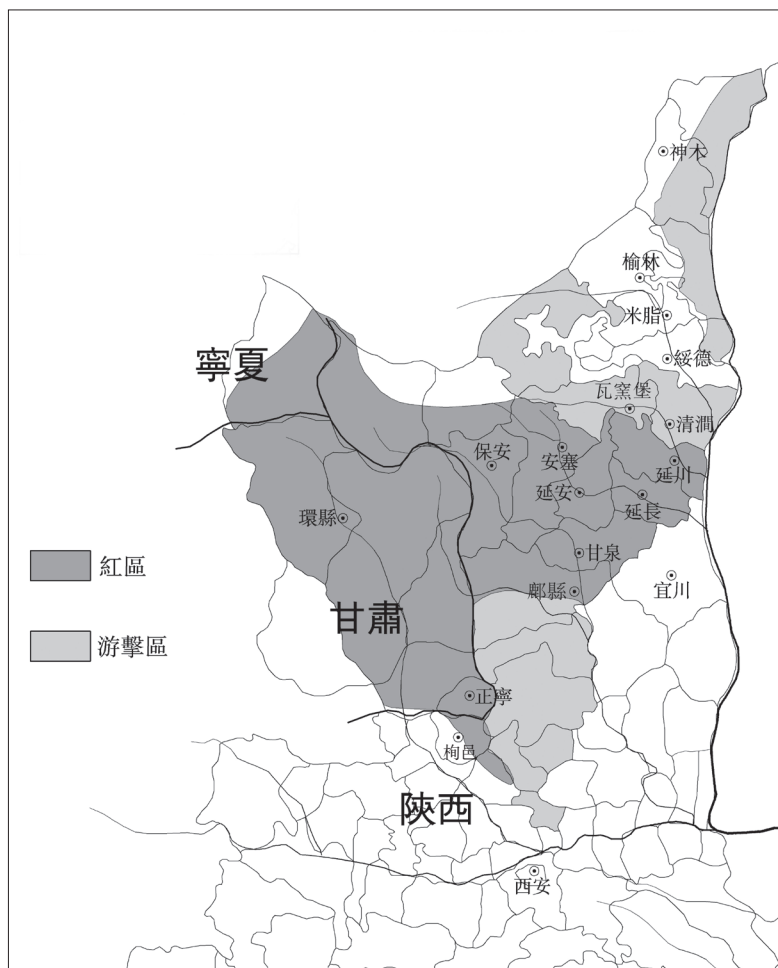 神木
榆林
米脂
綏德
寧夏
瓦窰堡
清澗
保安
安塞
延川
延安
延長
環縣
甘泉
紅區
鄜縣
宜川
甘肅
游擊區
正寧
栒邑
陝西
西安